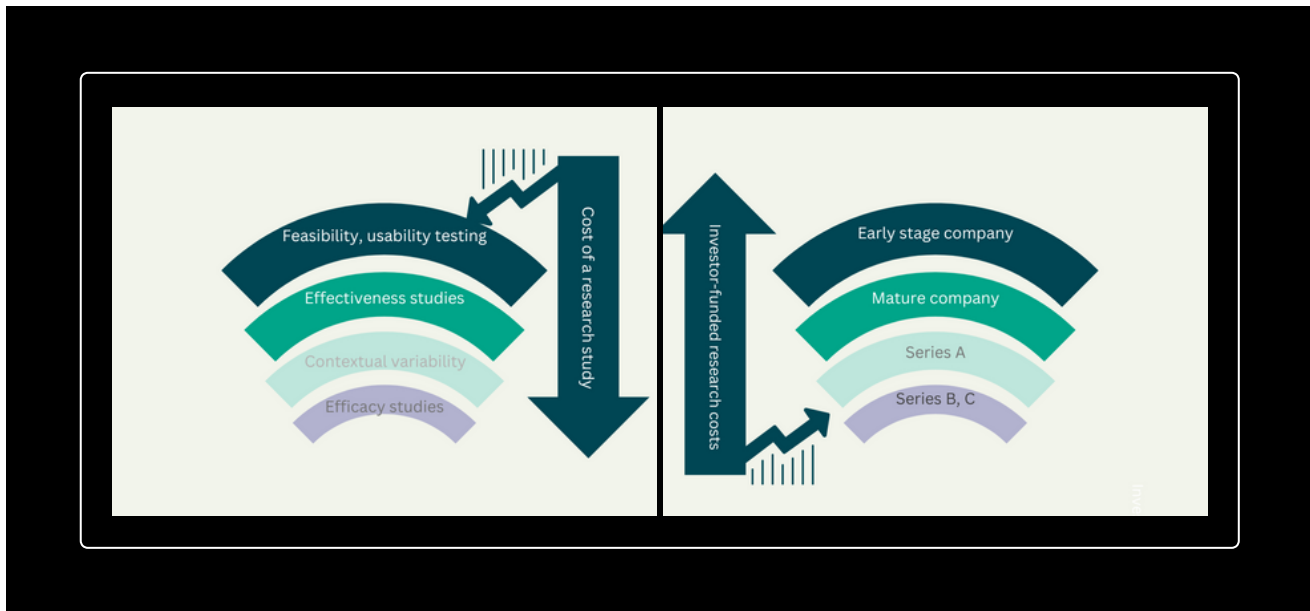 Feasibility, usability testing
Effectiveness studies
Contextual variability
Efficacy studies
Cost of a research study
Investor-funded research costs
Early stage company
Mature company
Series A
Series B, C
Inve